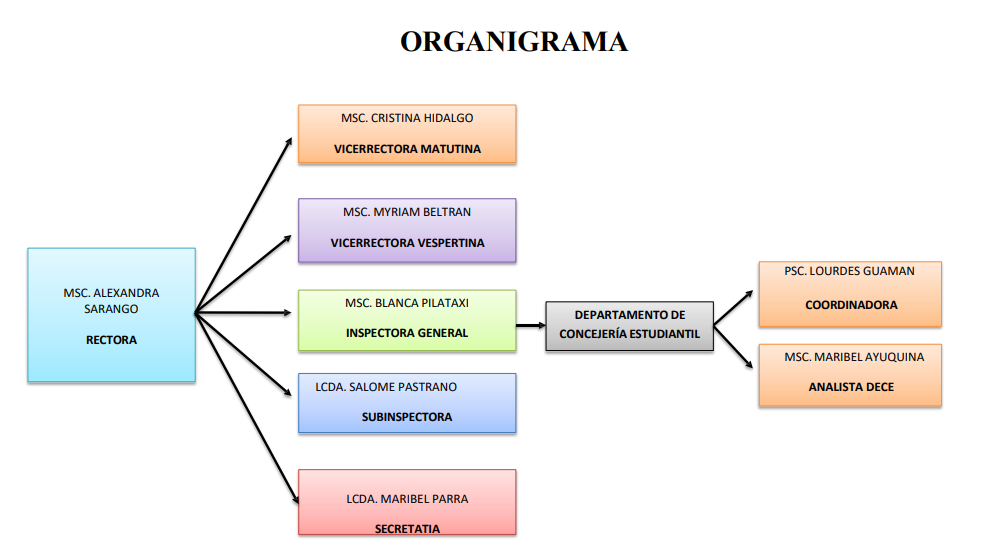 ORGANIGRAMA
MSC. CRISTINA HIDALGO
VICERRECTORA MATUTINA
MSC. MYRIAM BELTRAN
VICERRECTORA VESPERTINA
MSC. ALEXANDRA
SARANGO
RECTORA
MSC. BLANCA PILATAXI
INSPECTORA GENERAL
DEPARTAMENTO DE
CONCEJERÍA ESTUDIANTIL
PSC. LOURDES GUAMAN
COORDINADORA
MSC. MARIBEL AYUQUINA
ANALISTA DECE
LCDA. SALOME PASTRANO
SUBINSPECTORA
LCDA. MARIBEL PARRA
SECRETATIA